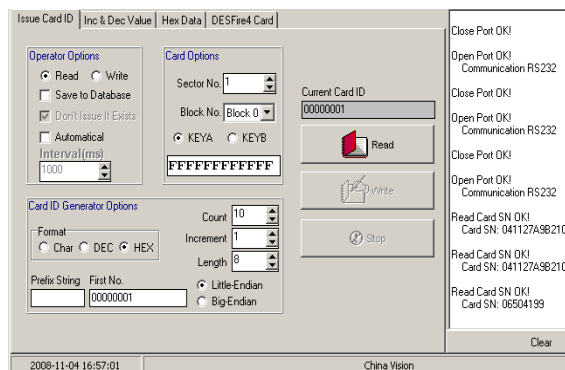 Issue Card ID
Inc & Dec Value
Hex Data
DESFire4 Card
Operator Options
Read
Write
Save to Database
Don't Issue If Exists
Automatical
Interval(ms)
1000
Card Options
Sector No. 1
Block No. Block 0
KEYA
KEYB
FFFFFFFFFFFF
Current Card ID
00000001
Read
Write
Stop
Card ID Generator Options
Format
Char
DEC
HEX
Count 10
Increment 1
Length 8
Prefix String
First No.
00000001
Little-Endian
Big-Endian
Close Port OK!
Open Port OK!
Communication RS232
Close Port OK!
Open Port OK!
Communication RS232
Close Port OK!
Open Port OK!
Communication RS232
Read Card SN OK!
Card SN: 041127A9B210
Read Card SN OK!
Card SN: 041127A9B210
Read Card SN OK!
Card SN: 06504199
Clear
2008-11-04 16:57:01
China Vision